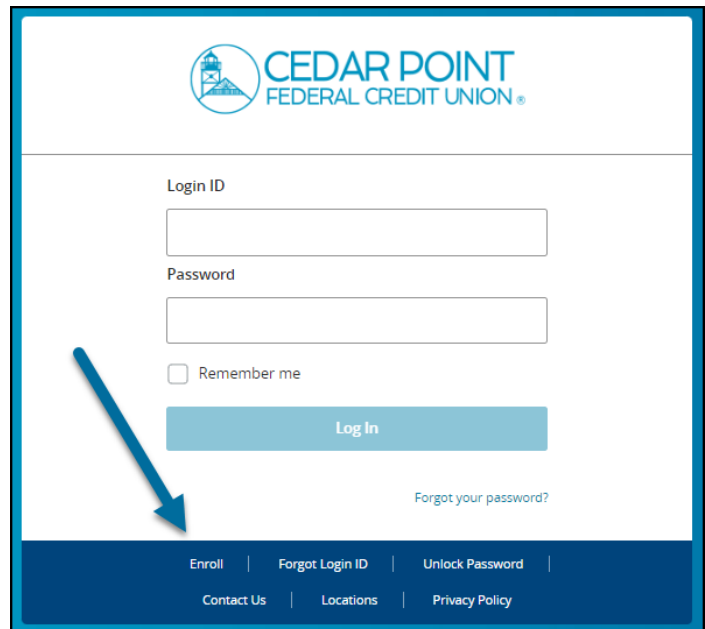 CEDAR POINT
FEDERAL CREDIT UNION ®
Login ID
Password
Remember me
Log In
Forgot your password?
Enroll | Forgot Login ID | Unlock Password |
Contact Us | Locations | Privacy Policy